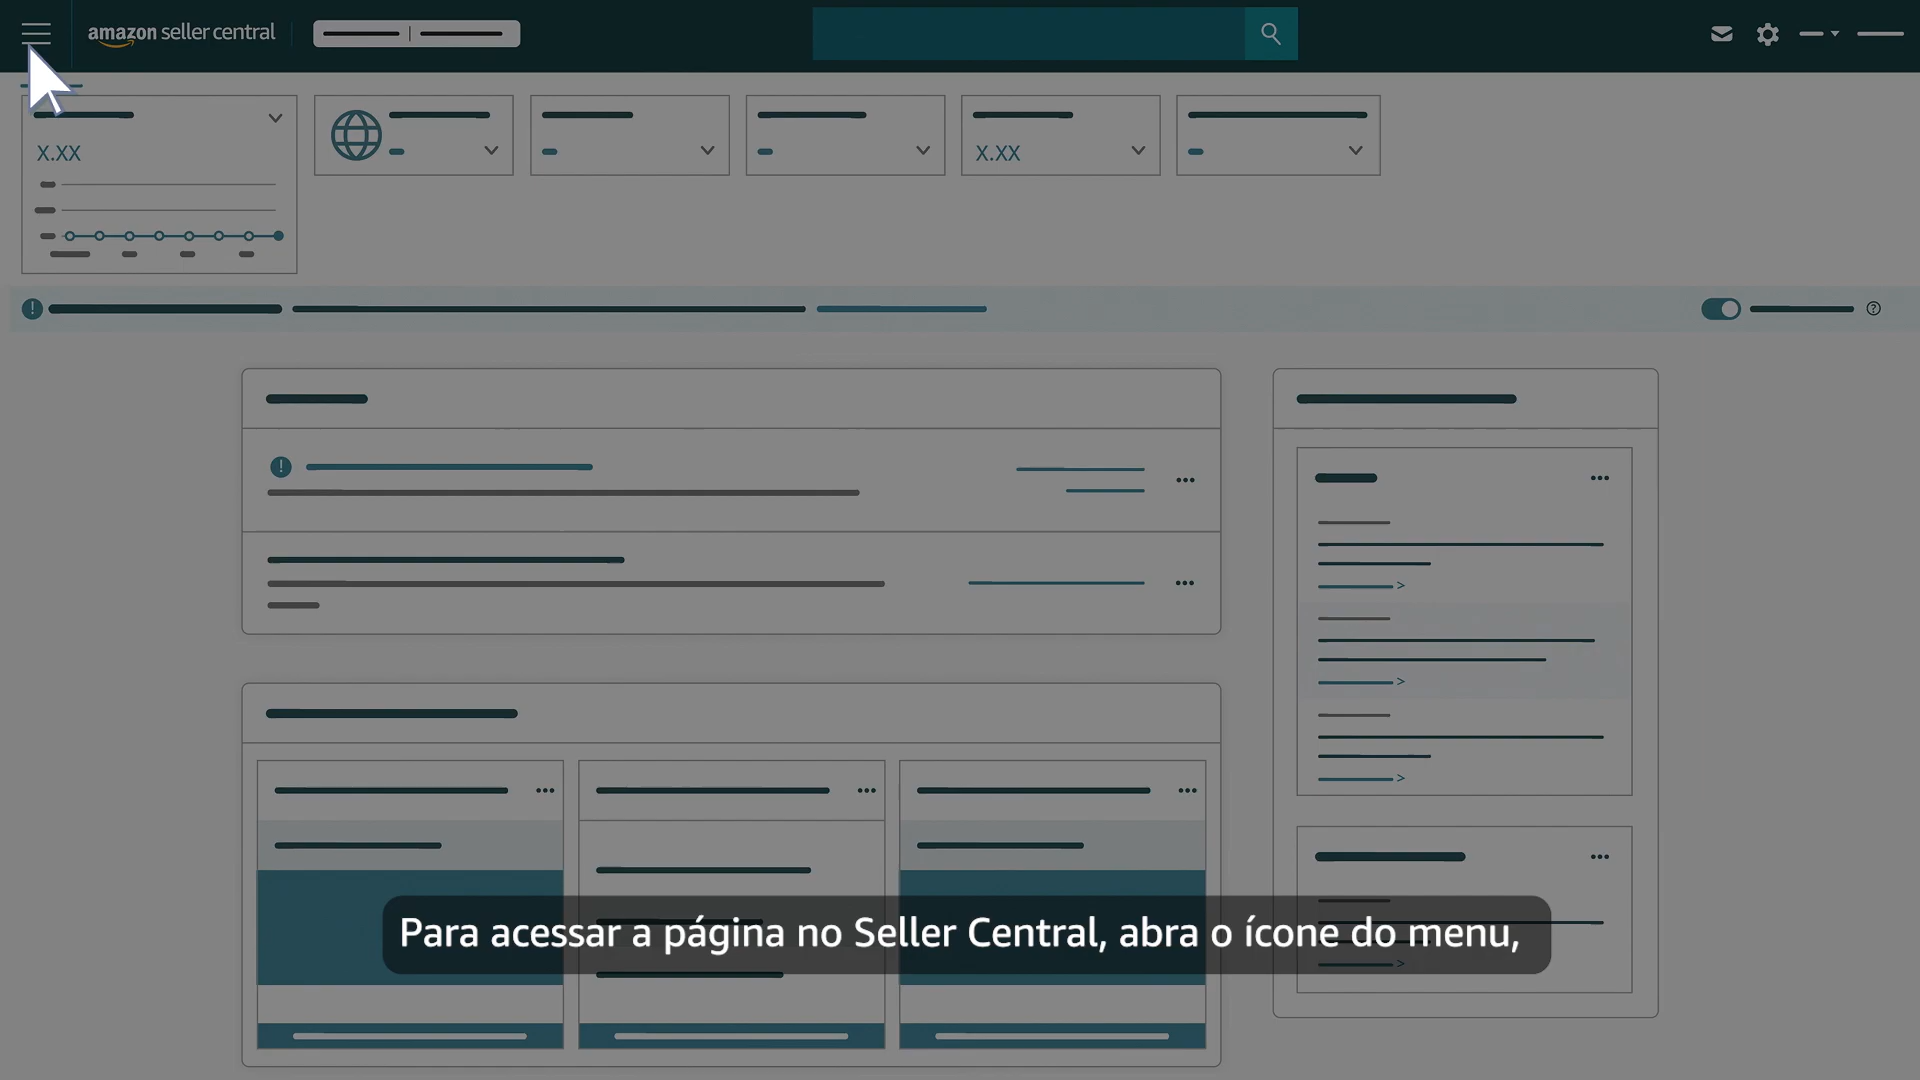 amazon seller central
X.XX
X.XX
Para acessar a página no Seller Central, abra o ícone do menu,